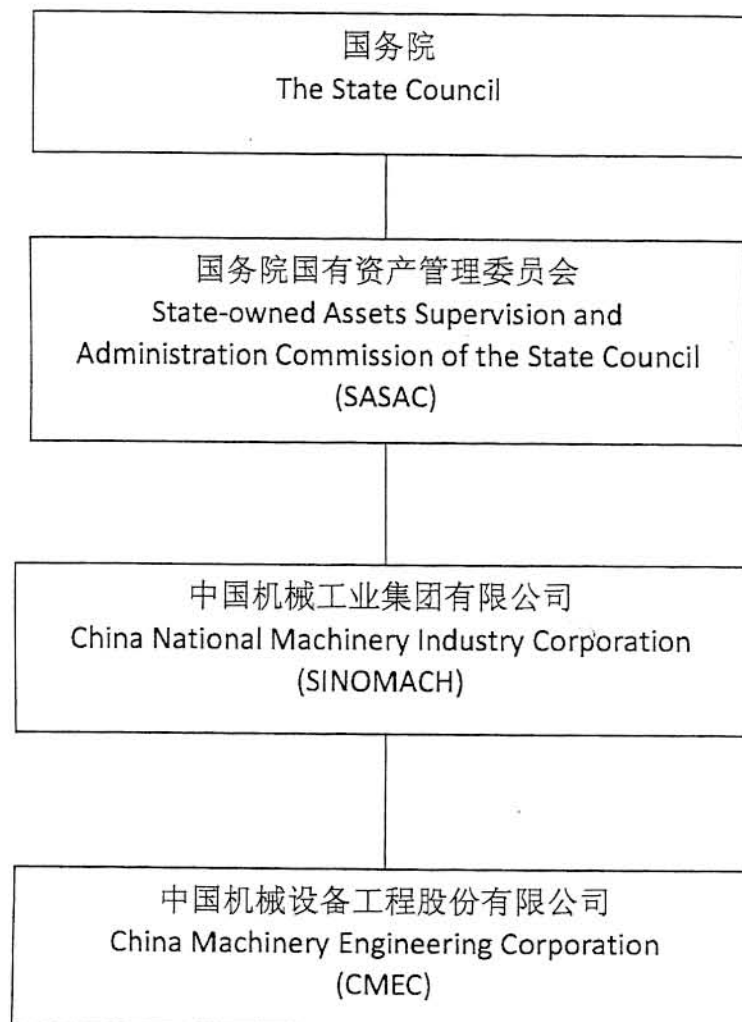 国务院
The State Council
国务院国有资产管理委员会
State-owned Assets Supervision and
Administration Commission of the State Council
(SASAC)
中国机械工业集团有限公司
China National Machinery Industry Corporation
(SINOMACH)
中国机械设备工程股份有限公司
China Machinery Engineering Corporation
(CMEC)